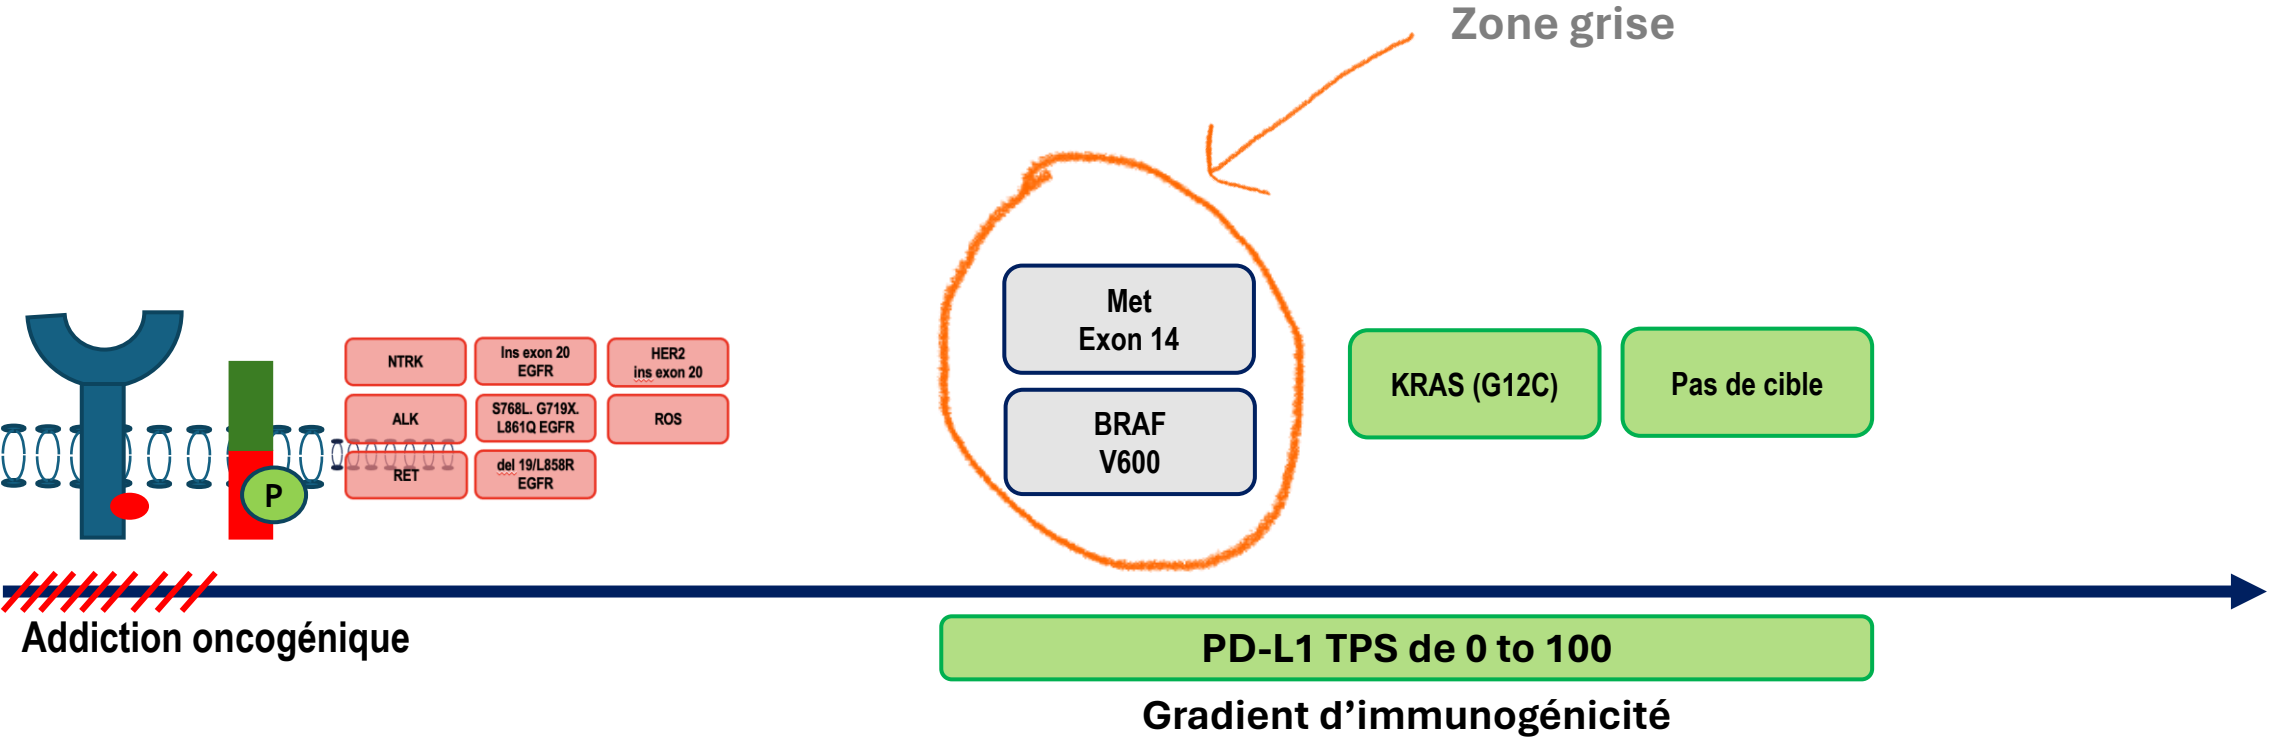 Zone grise
NTRK
Ins exon 20
EGFR
HER2
ins exon 20
ALK
S768L. G719X.
L861Q EGFR
ROS
RET
del 19/L858R
EGFR
P
Met
Exon 14
BRAF
V600
KRAS (G12C)
Pas de cible
Addiction oncogénique
PD-L1 TPS de 0 to 100
Gradient d’immunogénicité